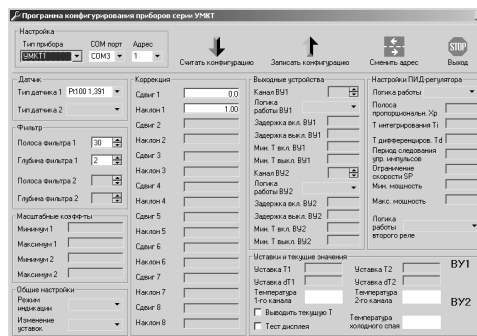 Программа конфигурирования приборов серии УМКТ
Настройка
Тип прибора COM порт Адрес
УМКТ1 COM3 1
Считать конфигурацию Записать конфигурацию Сменить адрес STOP Выход
Датчик
Тип датчика 1 Pt100 1,391
Тип датчика 2
Фильтр
Полоса фильтра 1 30
Глубина фильтра 1 2
Полоса фильтра 2
Глубина фильтра 2
Масштабные коэфф-ты
Минимум 1
Максимум 1
Минимум 2
Максимум 2
Общие настройки
Режим
индикации
Изменение
уставок
Коррекция
Сдвиг 1 0.0
Наклон 1 1.00
Сдвиг 2
Наклон 2
Сдвиг 3
Наклон 3
Сдвиг 4
Наклон 4
Сдвиг 5
Наклон 5
Сдвиг 6
Наклон 6
Сдвиг 7
Наклон 7
Сдвиг 8
Наклон 8
Выходные устройства
Канал ВУ1
Логика
работы ВУ1
Задержка вкл. ВУ1
Задержка выкл. ВУ1
Мин. Т вкл. ВУ1
Мин. Т выкл. ВУ1
Канал ВУ2
Логика
работы ВУ2
Задержка вкл. ВУ2
Задержка выкл. ВУ2
Мин. Т вкл. ВУ2
Мин. Т выкл. ВУ2
Настройки ПИД-регулятора
Логика работы
Полоса
пропорциональн. Xp
Т интегрирования Ti
Т дифференциров. Td
Период следования
упр. импульсов
Ограничение
скорости SP
Мин. мощность
Макс. мощность
Логика
работы
второго реле
Уставки и текущие значения
Уставка T1 Уставка T2 ВУ1
Уставка dT1 Уставка dT2
Температура
1-го канала
Температура
2-го канала
ВУ2
Выводить текущую Т
Тест дисплея
Температура
холодного спая